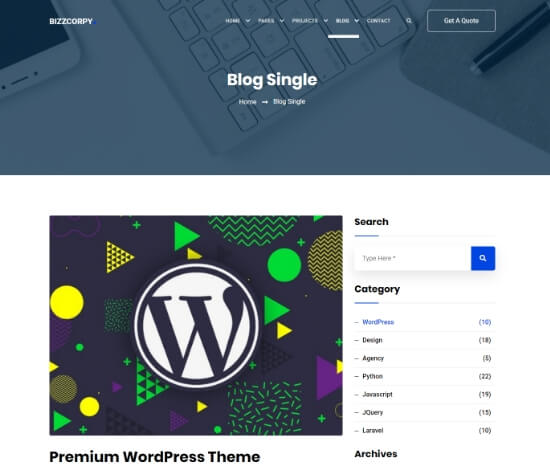 BIZZCORPY
HOME PAGES PROJECTS BLOG CONTACT Get A Quote
Blog Single
Home → Blog Single
Search
Type Here *
Category
– WordPress (10)
– Design (18)
– Agency (5)
– Python (22)
– Javascript (19)
– JQuery (15)
– Laravel (10)
Archives
Premium WordPress Theme